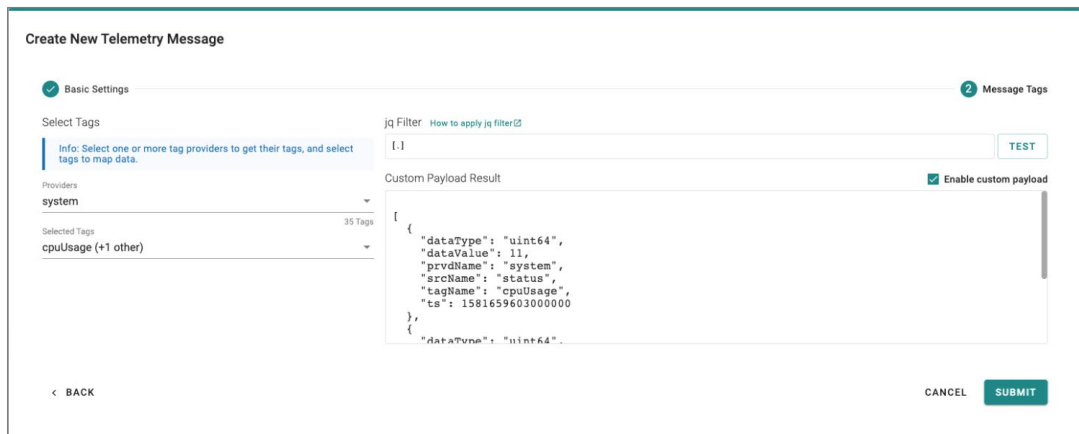 Create New Telemetry Message
Basic Settings
2 Message Tags
Select Tags
Info: Select one or more tag providers to get their tags, and select
tags to map data.
Providers
system
35 Tags
Selected Tags
cpuUsage (+1 other)
jq Filter How to apply jq filter
[.]
TEST
Custom Payload Result
Enable custom payload
[
{
"dataType": "uint64",
"dataValue": 11,
"prvdName": "system",
"srcName": "status",
"tagName": "cpuUsage",
"ts": 1581659603000000
},
{
"dataType": "uint64",
< BACK
CANCEL
SUBMIT